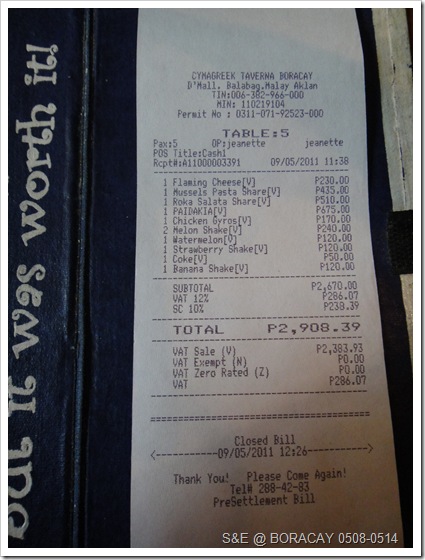 but it was worth it!
CYMAGREEK TAVERNA BORACAY
D'Mall. Balabag.Malay Aklan
TIN:006-382-966-000
MIN: 110219104
Permit No : 0311-071-92523-000
TABLE:5
Pax:5 OP:jeanette jeanette
POS Title:Cash1
Rcpt#:A11000003391 09/05/2011 11:38
1 Flaming Cheese[V] P230.00
1 Mussels Pasta Share[V] P435.00
1 Roka Salata Share[V] P510.00
1 PAIDAKIA[V] P675.00
1 Chicken Gyros[V] P170.00
2 Melon Shake[V] P240.00
1 Watermelon[V] P120.00
1 Strawberry Shake[V] P120.00
1 Coke[V] P50.00
1 Banana Shake[V] P120.00
SUBTOTAL P2,670.00
VAT 12% P286.07
SC 10% P238.39
TOTAL P2,908.39
VAT Sale (V) P2,383.93
VAT Exempt (N) P0.00
VAT Zero Rated (Z) P0.00
VAT P286.07
Closed Bill
<-----------09/05/2011 12:26----------->
Thank You! Please Come Again!
Tel# 288-42-83
PreSettlement Bill
S&E @ BORACAY 0508-0514